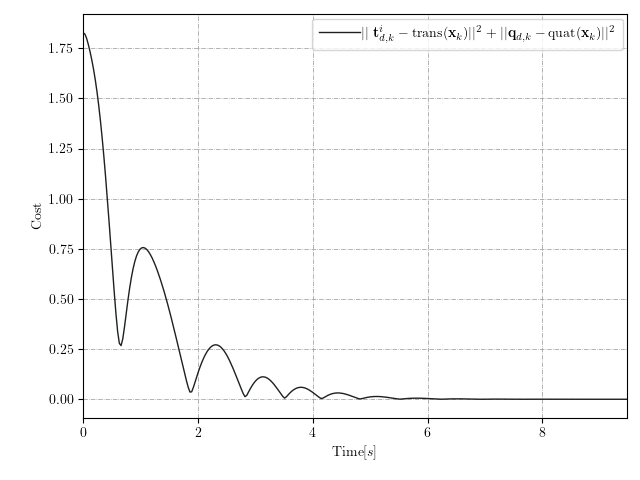 || t^i_{d,k} − trans(x_k)||^2 + ||q_{d,k} − quat(x_k)||^2
1.75
1.50
1.25
1.00
0.75
0.50
0.25
0.00
Cost
0 2 4 6 8
Time[s]